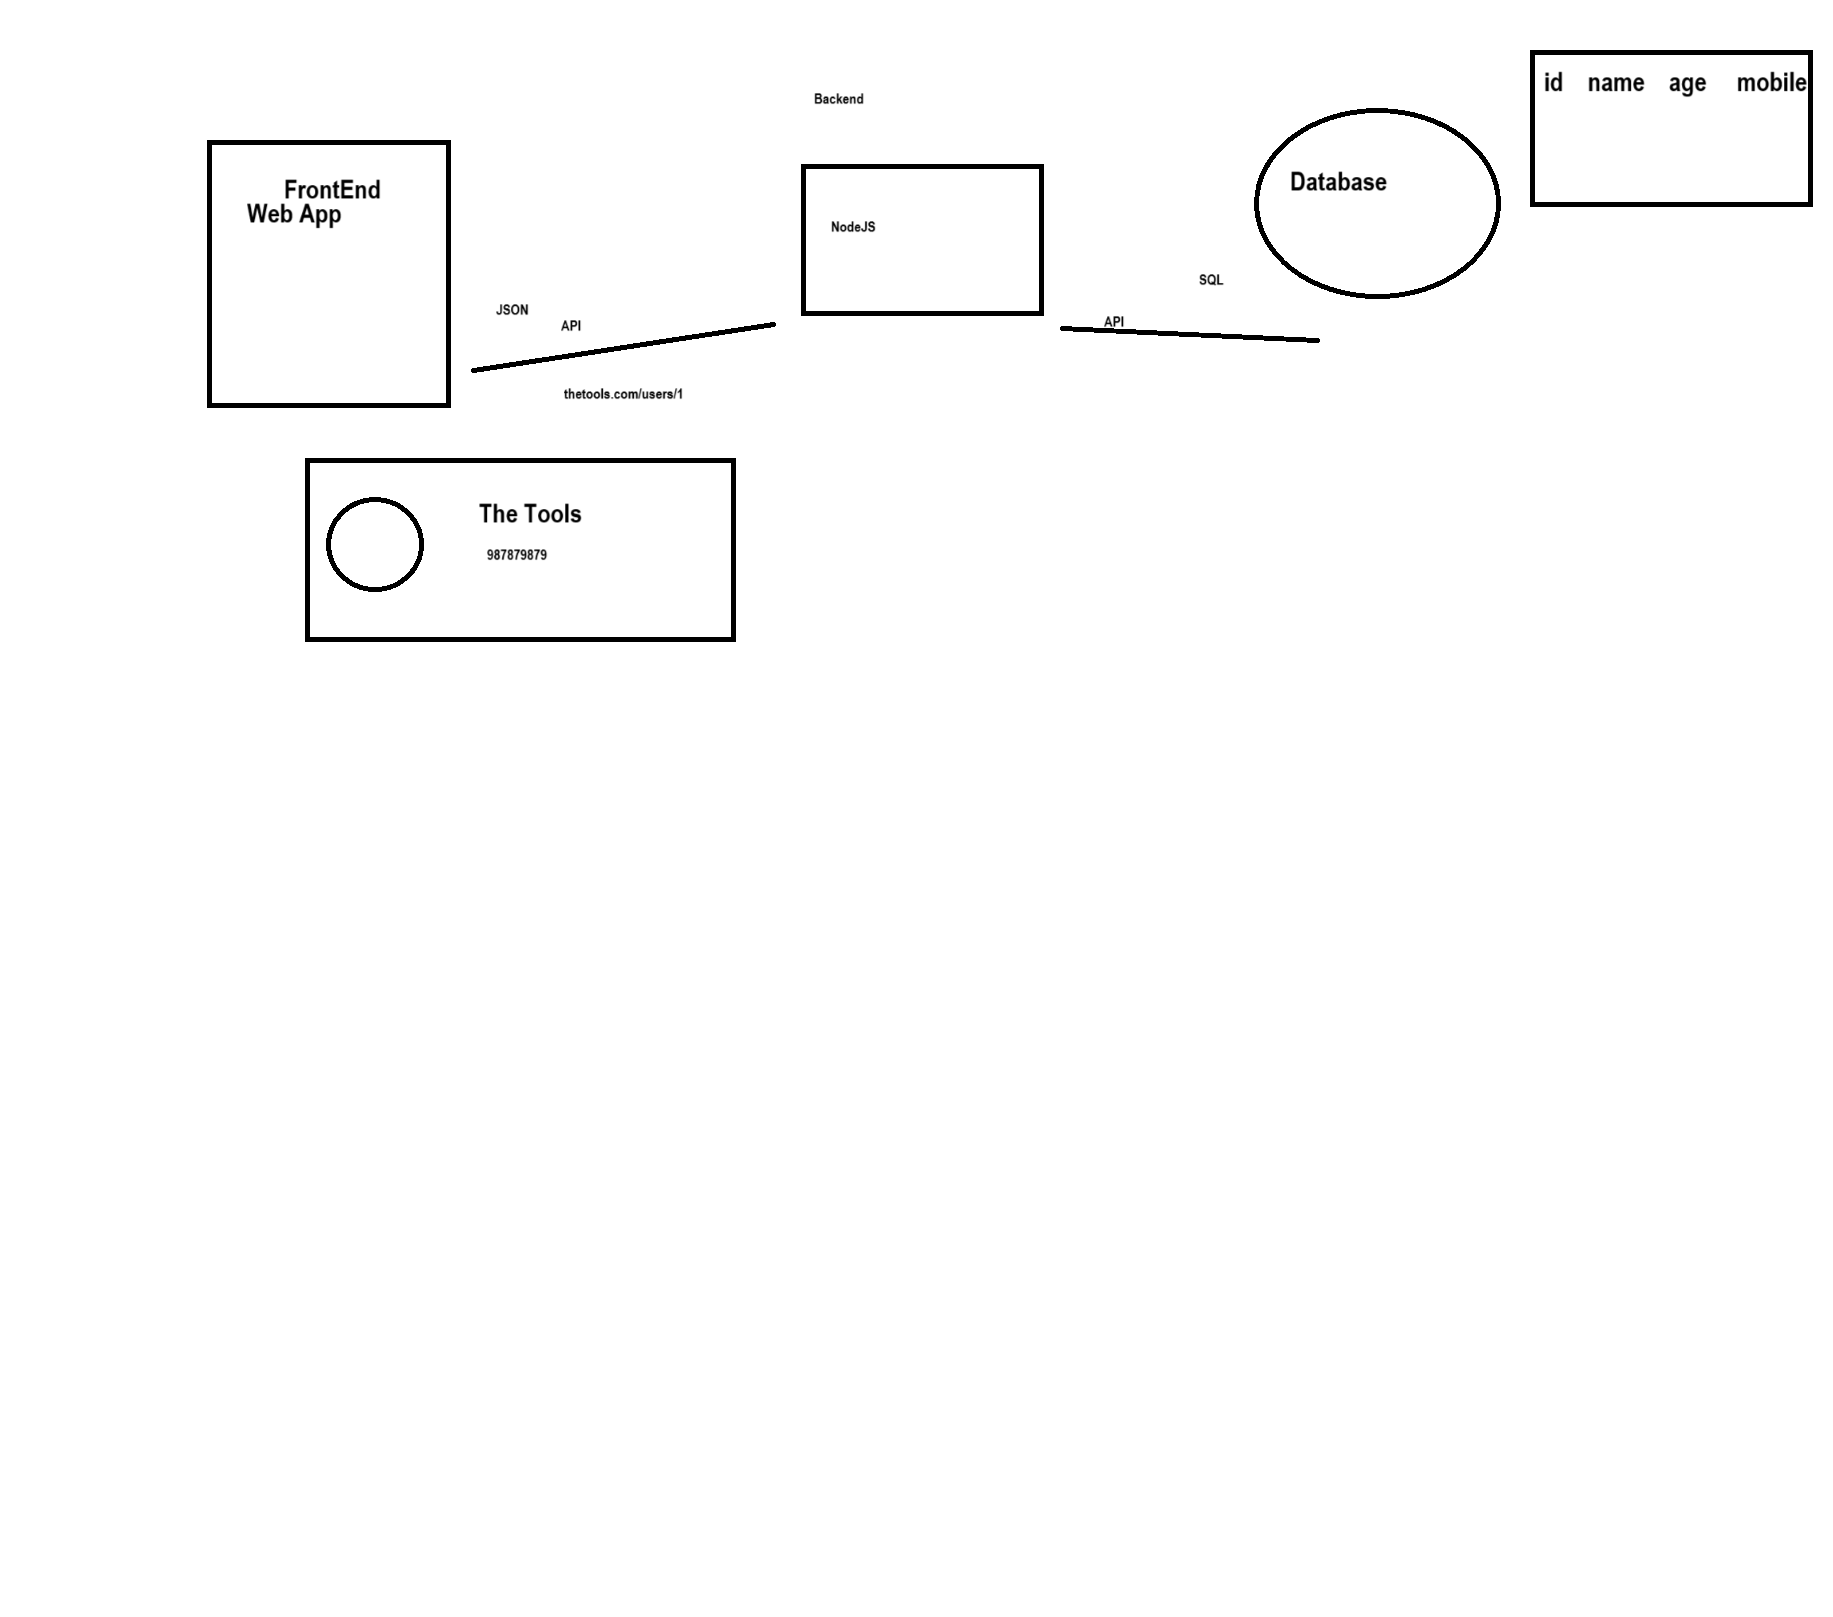 id name age mobile
Backend
FrontEnd
Web App
Database
NodeJS
SQL
JSON
API
API
thetools.com/users/1
The Tools
987879879